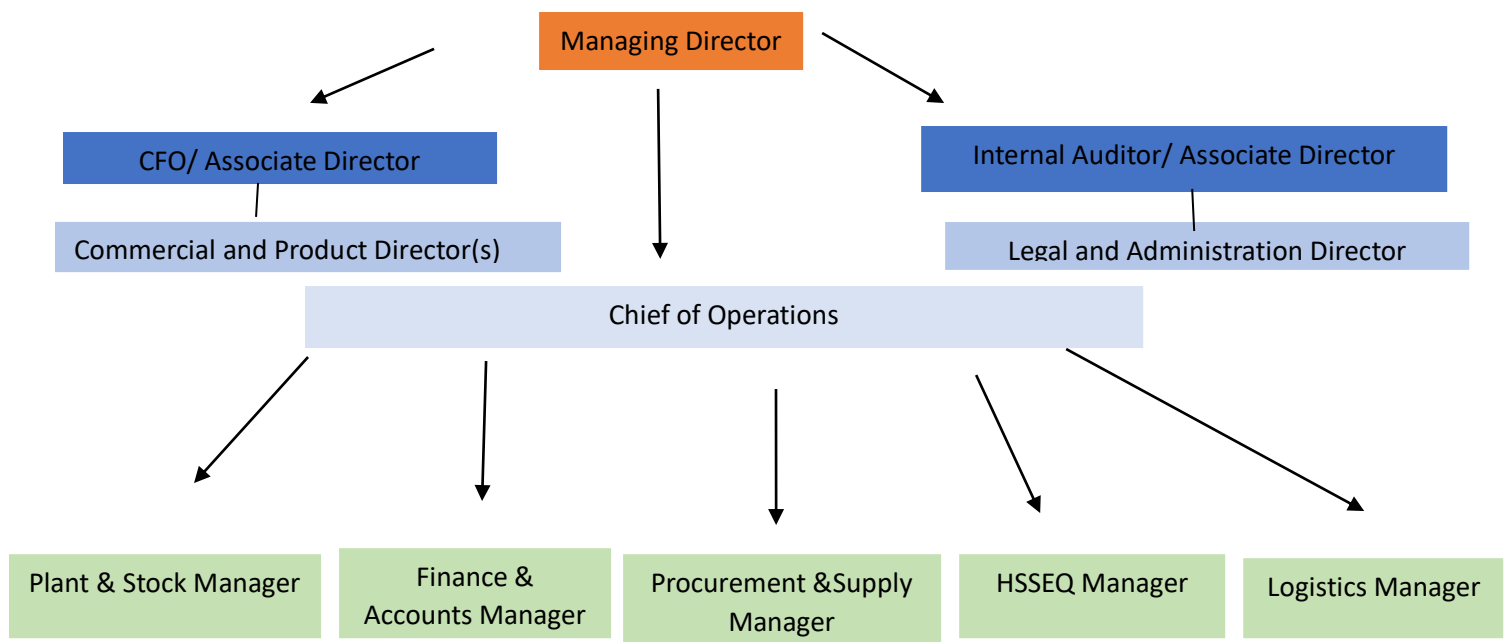 Managing Director
CFO/ Associate Director
Internal Auditor/ Associate Director
Commercial and Product Director(s)
Legal and Administration Director
Chief of Operations
Plant & Stock Manager
Finance &
Accounts Manager
Procurement &Supply
Manager
HSSEQ Manager
Logistics Manager